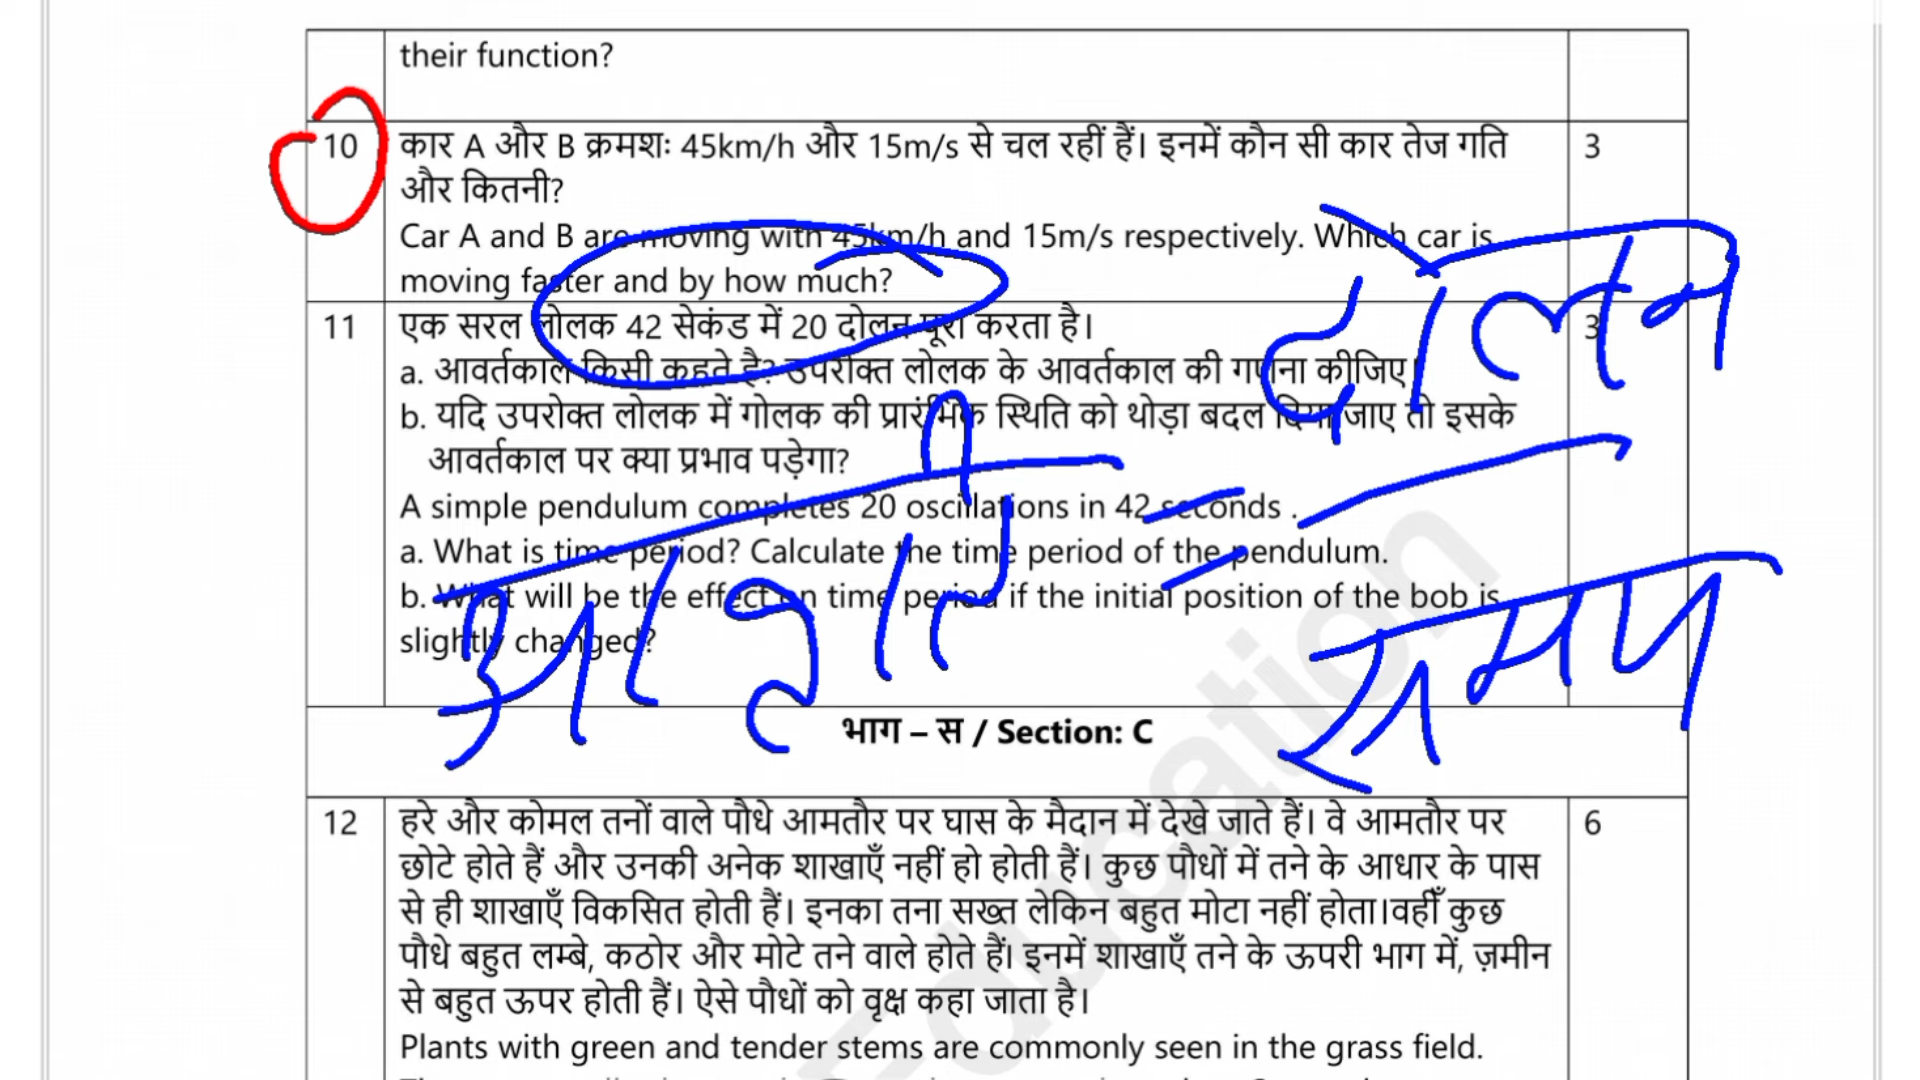 their function?
10 कार A और B क्रमशः 45km/h और 15m/s से चल रहीं हैं। इनमें कौन सी कार तेज गति 3
और कितनी?
Car A and B are moving with 45km/h and 15m/s respectively. Which car is
moving faster and by how much?
11 एक सरल लोलक 42 सेकंड में 20 दोलन पूरा करता है। 3
a. आवर्तकाल किसी कहते है? उपरोक्त लोलक के आवर्तकाल की गणना कीजिए।
b. यदि उपरोक्त लोलक में गोलक की प्रारंभिक स्थिति को थोड़ा बदल दिया जाए तो इसके
आवर्तकाल पर क्या प्रभाव पड़ेगा?
A simple pendulum completes 20 oscillations in 42 seconds .
a. What is time period? Calculate the time period of the pendulum.
b. What will be the effect on time period if the initial position of the bob is
slightly changed?
दोलन
=
समय
भाग – स / Section: C
12 हरे और कोमल तनों वाले पौधे आमतौर पर घास के मैदान में देखे जाते हैं। वे आमतौर पर 6
छोटे होते हैं और उनकी अनेक शाखाएँ नहीं हो होती हैं। कुछ पौधों में तने के आधार के पास
से ही शाखाएँ विकसित होती हैं। इनका तना सख्त लेकिन बहुत मोटा नहीं होता।वहीँ कुछ
पौधे बहुत लम्बे, कठोर और मोटे तने वाले होते हैं। इनमें शाखाएँ तने के ऊपरी भाग में, ज़मीन
से बहुत ऊपर होती हैं। ऐसे पौधों को वृक्ष कहा जाता है।
Plants with green and tender stems are commonly seen in the grass field.
Education